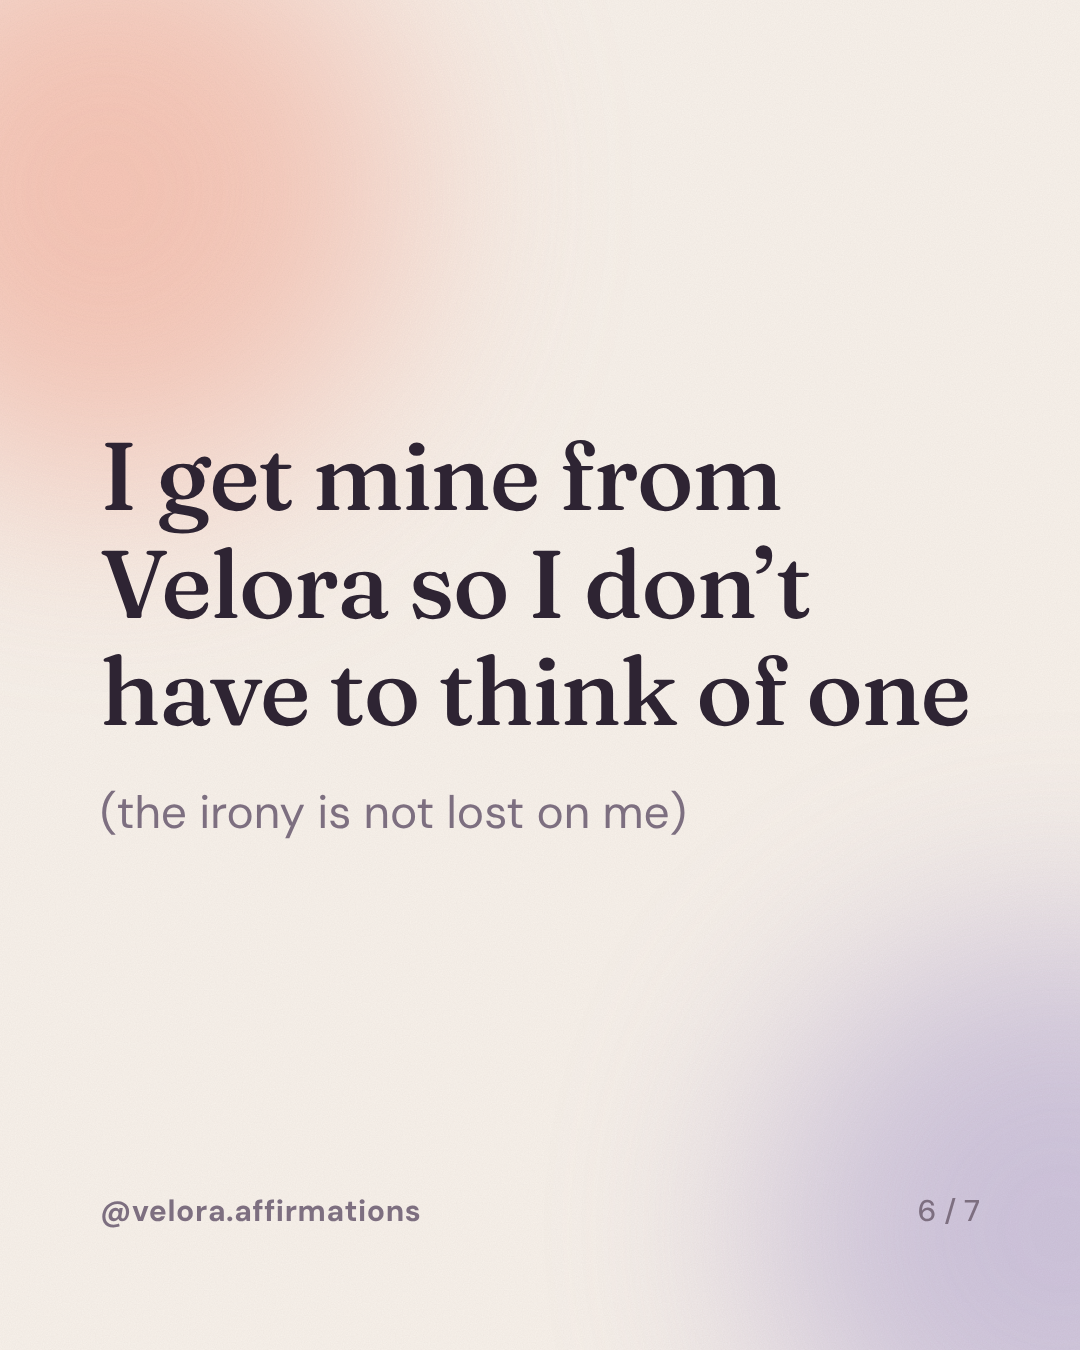 I get mine from
Velora so I don’t
have to think of one
(the irony is not lost on me)
@velora.affirmations
6 / 7